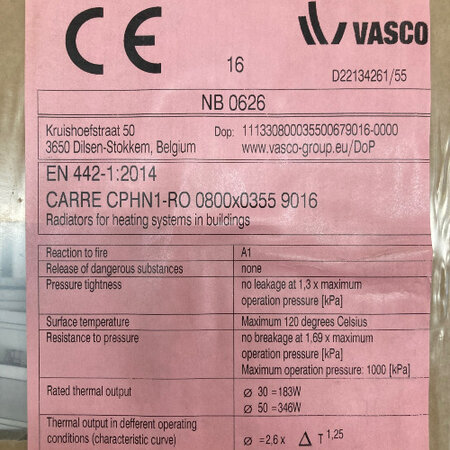 CE
VASCO
16
D22134261/55
NB 0626
Kruishoefstraat 50
3650 Dilsen-Stokkem, Belgium
Dop: 111330800035500679016-0000
www.vasco-group.eu/DoP
EN 442-1:2014
CARRE CPHN1-RO 0800x0355 9016
Radiators for heating systems in buildings
Reaction to fire A1
Release of dangerous substances none
Pressure tightness no leakage at 1,3 x maximum
operation pressure [kPa]
Surface temperature Maximum 120 degrees Celsius
Resistance to pressure no breakage at 1,69 x maximum
operation pressure [kPa]
Maximum operation pressure: 1000 [kPa]
Rated thermal output ø 30 =183W
ø 50 =346W
Thermal output in defferent operating
conditions (characteristic curve) ø =2,6 x Δ T 1,25